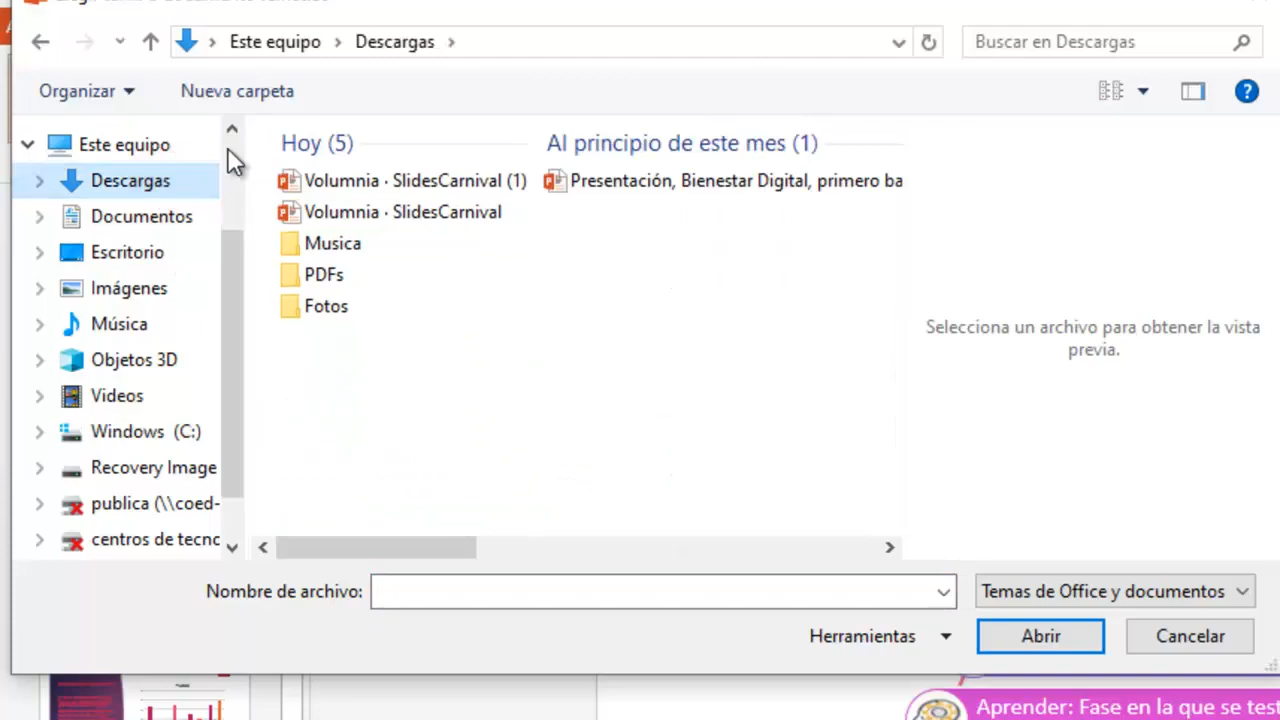 Este equipo
Descargas
Buscar en Descargas
Organizar
Nueva carpeta
Este equipo
Descargas
Documentos
Escritorio
Imágenes
Música
Objetos 3D
Videos
Windows (C:)
Recovery Image
publica (\\coed-
centros de tecno
Hoy (5)
Volumnia · SlidesCarnival (1)
Volumnia · SlidesCarnival
Musica
PDFs
Fotos
Al principio de este mes (1)
Presentación, Bienestar Digital, primero ba
Selecciona un archivo para obtener la vista
previa.
Nombre de archivo:
Temas de Office y documentos
Herramientas
Abrir
Cancelar
Aprender: Fase en la que se test